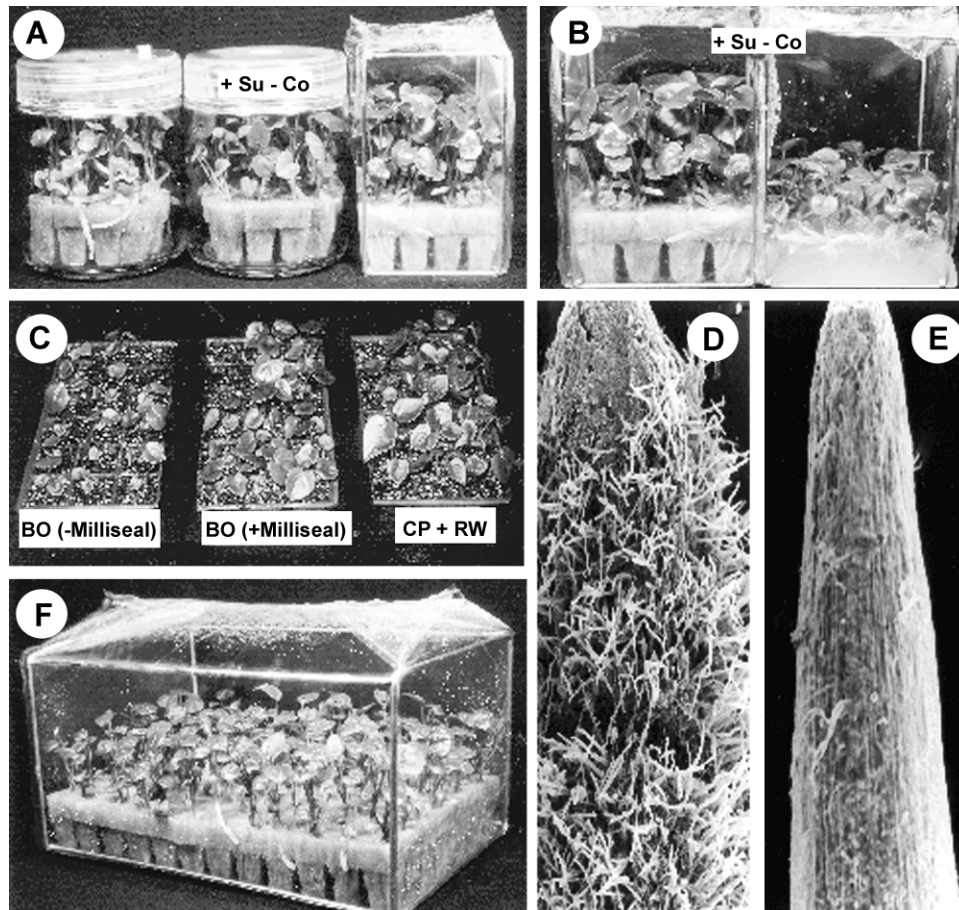 A
+ Su - Co
B
+ Su - Co
C
BO (-Milliseal)
BO (+Milliseal)
CP + RW
D
E
F